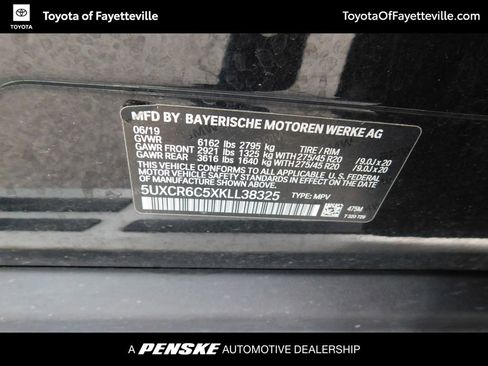 TOYOTA
Toyota of Fayetteville
ToyotaOfFayetteville.com
MFD BY BAYERISCHE MOTOREN WERKE AG
06/19
GVWR 6162 lbs 2795 kg TIRE / RIM
GAWR FRONT 2921 lbs 1325 kg WITH 275/45 R20 /9.0J x 20
GAWR REAR 3616 lbs 1640 kg WITH 275/45 R20 /9.0J x 20
THIS VEHICLE CONFORMS TO ALL APPLICABLE U.S. FEDERAL
MOTOR VEHICLE SAFETY STANDARDS IN EFFECT ON THE
DATE OF MANUFACTURE SHOWN ABOVE.
5UXCR6C5XKLL38325 TYPE: MPV
475M
A PENSKE AUTOMOTIVE DEALERSHIP